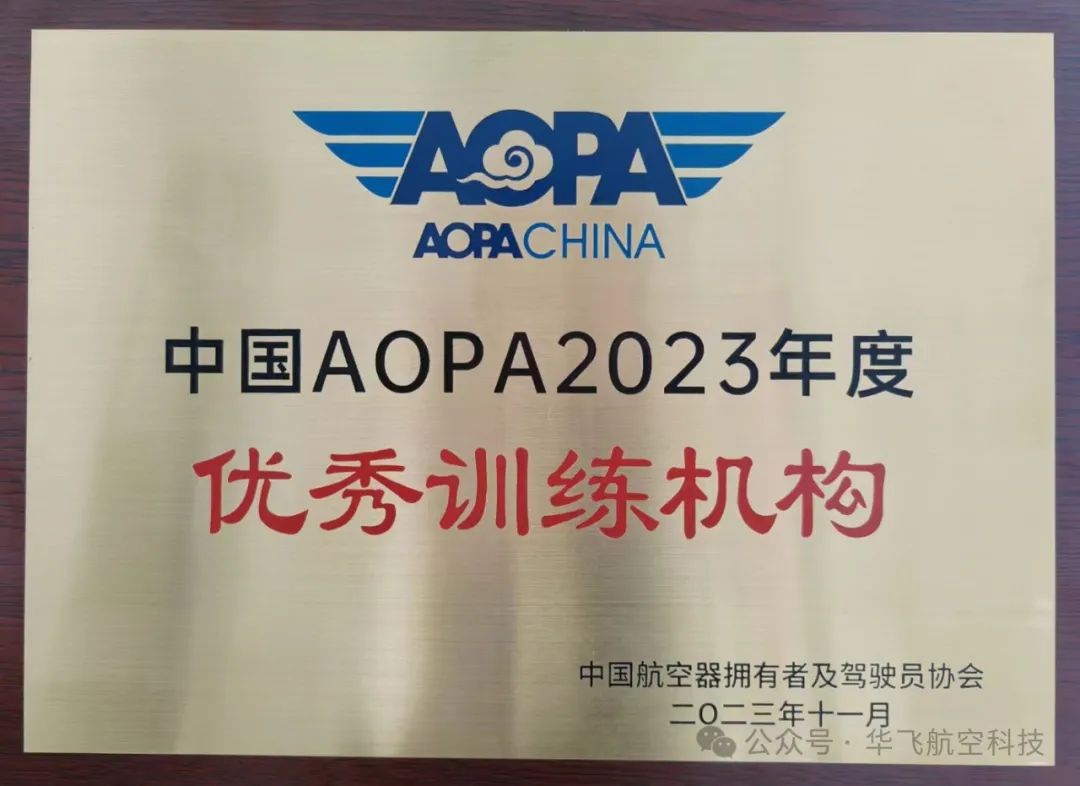 AOPA
AOPA CHINA
中国AOPA2023年度
优秀训练机构
中国航空器拥有者及驾驶员协会
二〇二三年十一月
公众号·华飞航空科技